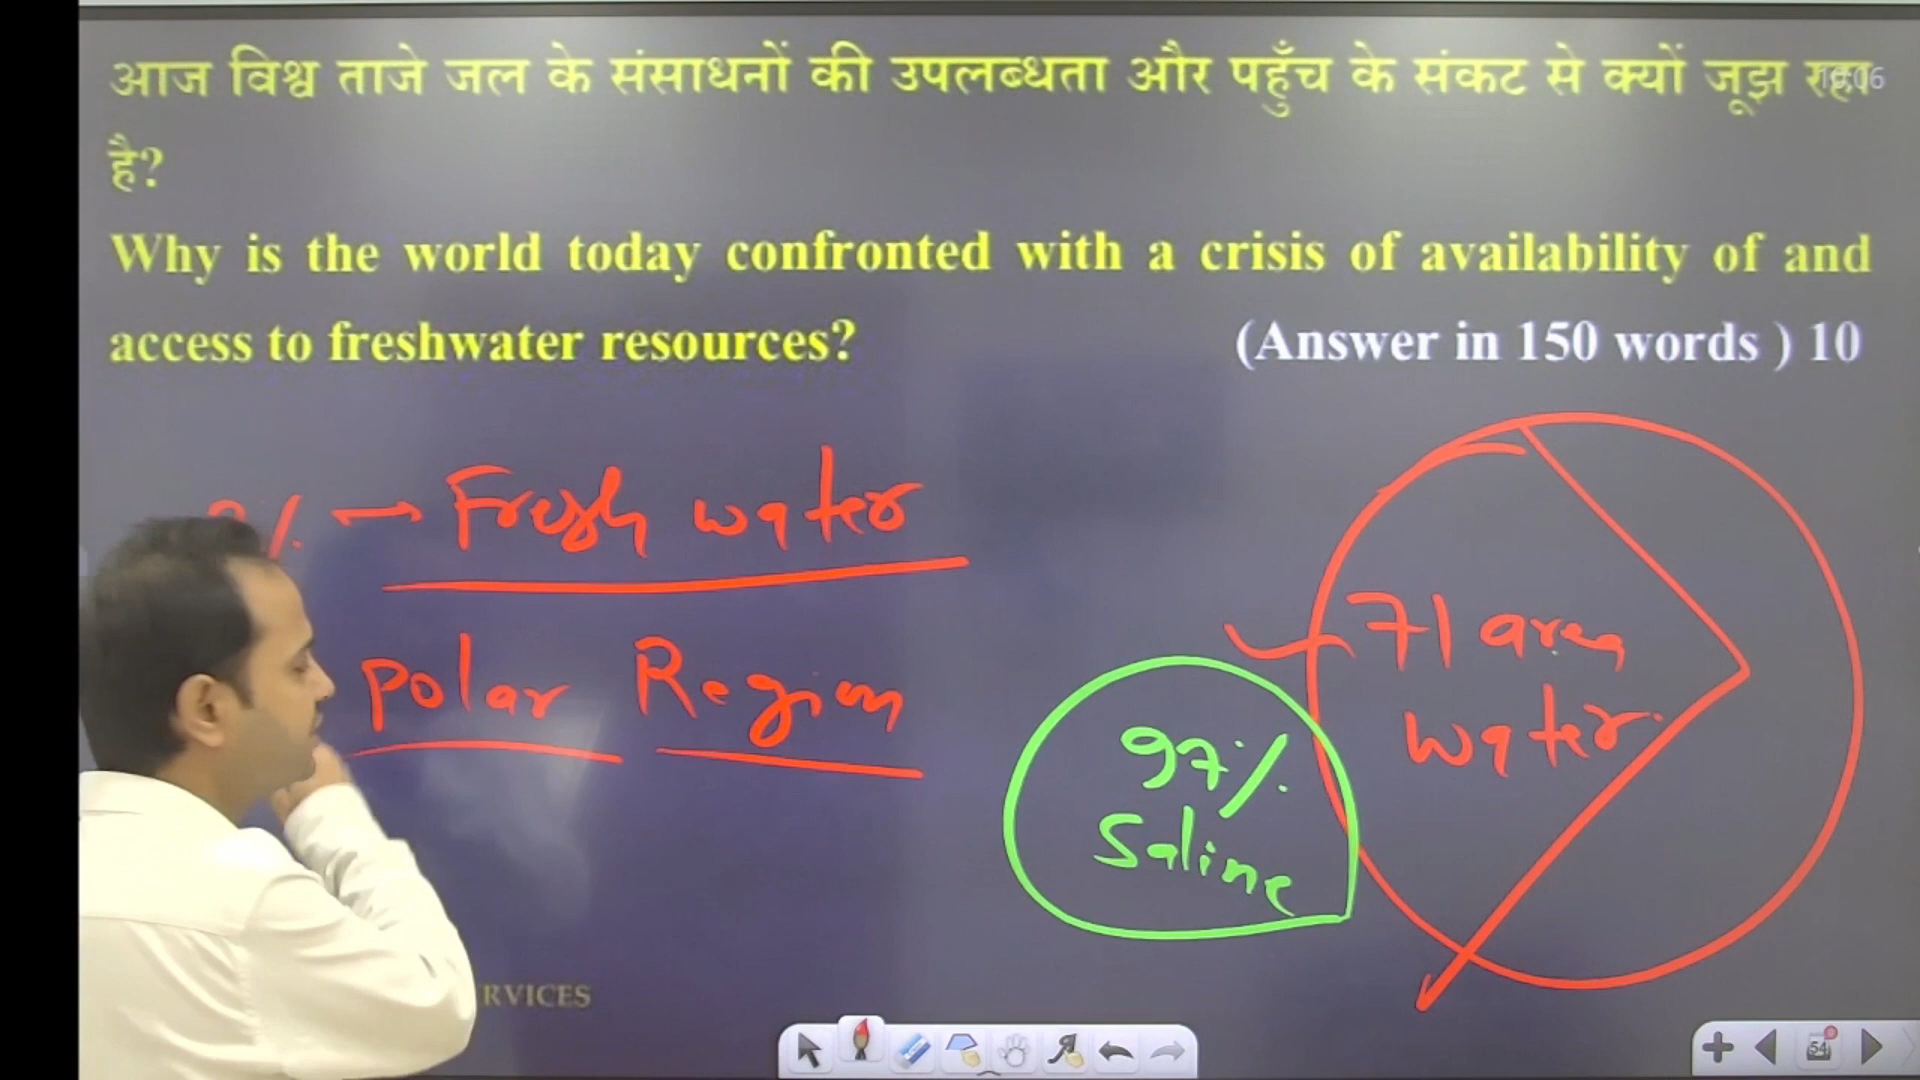 आज विश्व ताजे जल के संसाधनों की उपलब्धता और पहुँच के संकट से क्यों जूझ रहा
है?
Why is the world today confronted with a crisis of availability of and
access to freshwater resources? (Answer in 150 words ) 10
% → Fresh water
Polar Region
71 area
water
97%
Saline
RVICES
54